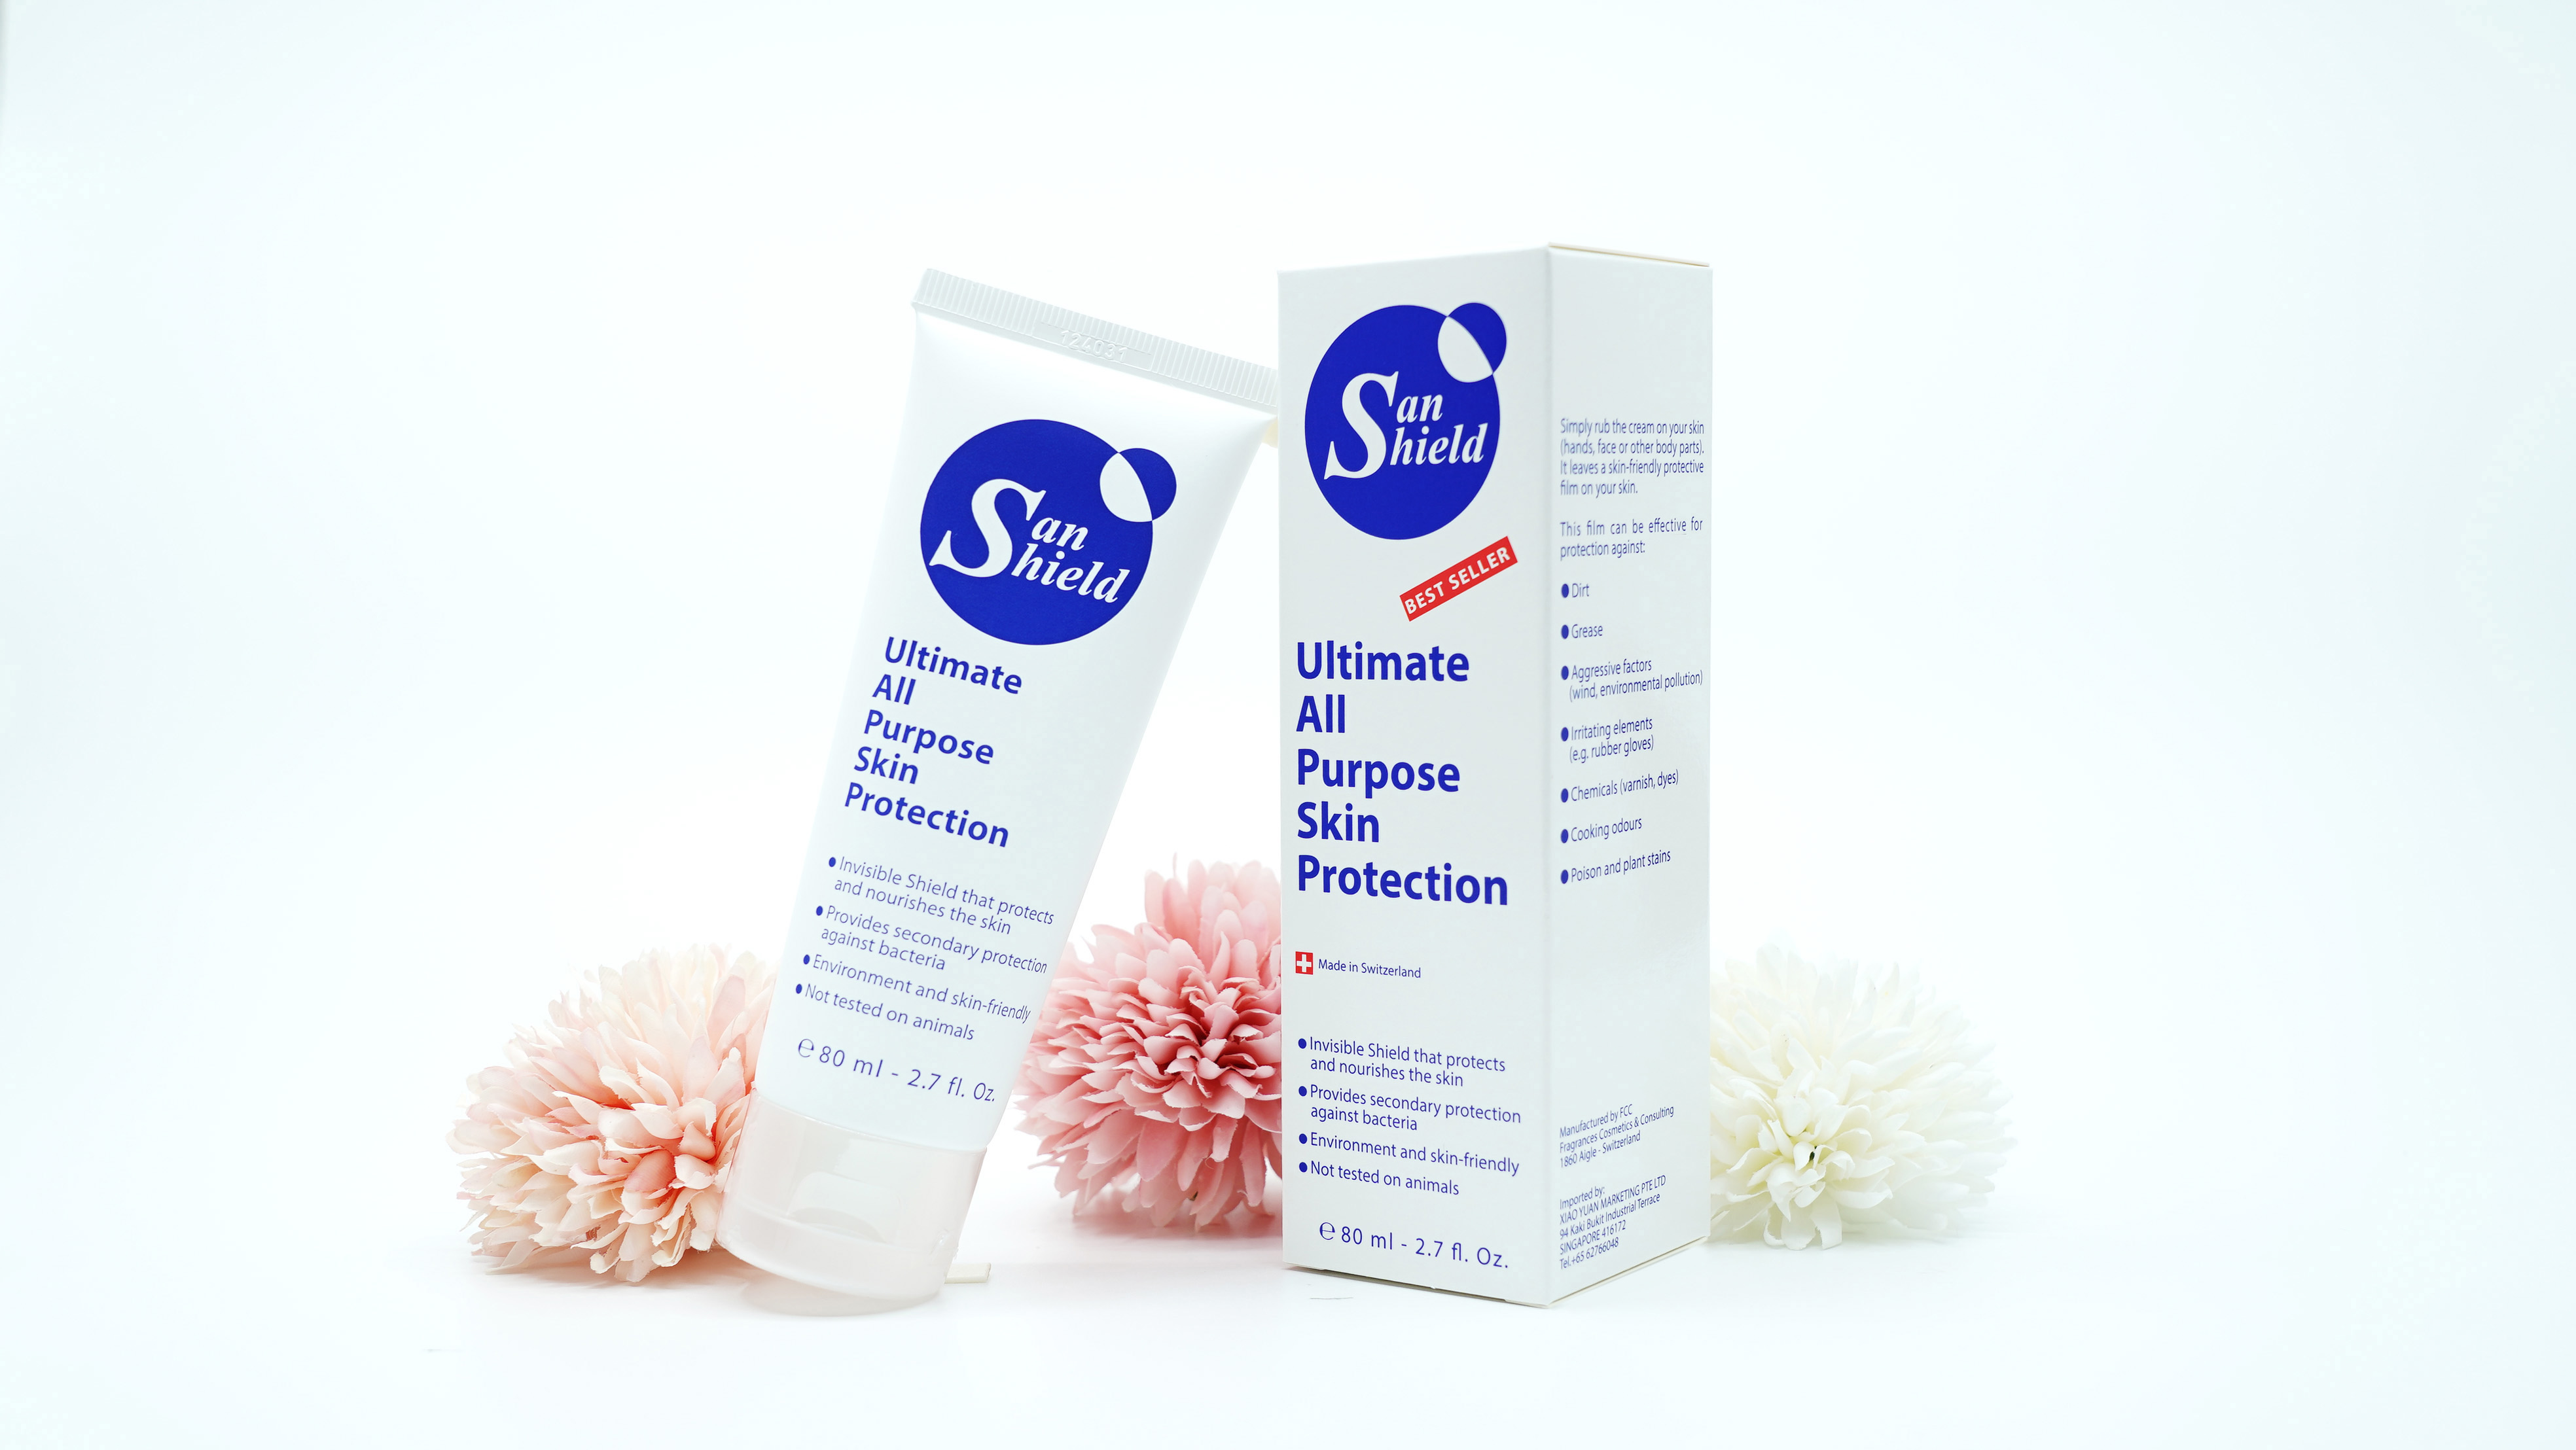 124031
San
Shield
Ultimate
All
Purpose
Skin
Protection
● Invisible Shield that protects
and nourishes the skin
● Provides secondary protection
against bacteria
● Environment and skin-friendly
● Not tested on animals
℮ 80 ml - 2.7 fl. Oz.
San
Shield
BEST SELLER
Ultimate
All
Purpose
Skin
Protection
Made in Switzerland
● Invisible Shield that protects
and nourishes the skin
● Provides secondary protection
against bacteria
● Environment and skin-friendly
● Not tested on animals
℮ 80 ml - 2.7 fl. Oz.
Simply rub the cream on your skin
(hands, face or other body parts).
It leaves a skin-friendly protective
film on your skin.
This film can be effective for
protection against:
● Dirt
● Grease
● Aggressive factors
(wind, environmental pollution)
● Irritating elements
(e.g. rubber gloves)
● Chemicals (varnish, dyes)
● Cooking odours
● Poison and plant stains
Manufactured by FCC
Fragrances Cosmetics & Consulting
1860 Aigle - Switzerland
Imported by:
XIAO YUAN MARKETING PTE LTD
94 Kaki Bukit Industrial Terrace
SINGAPORE 416172
Tel.+65 62766048